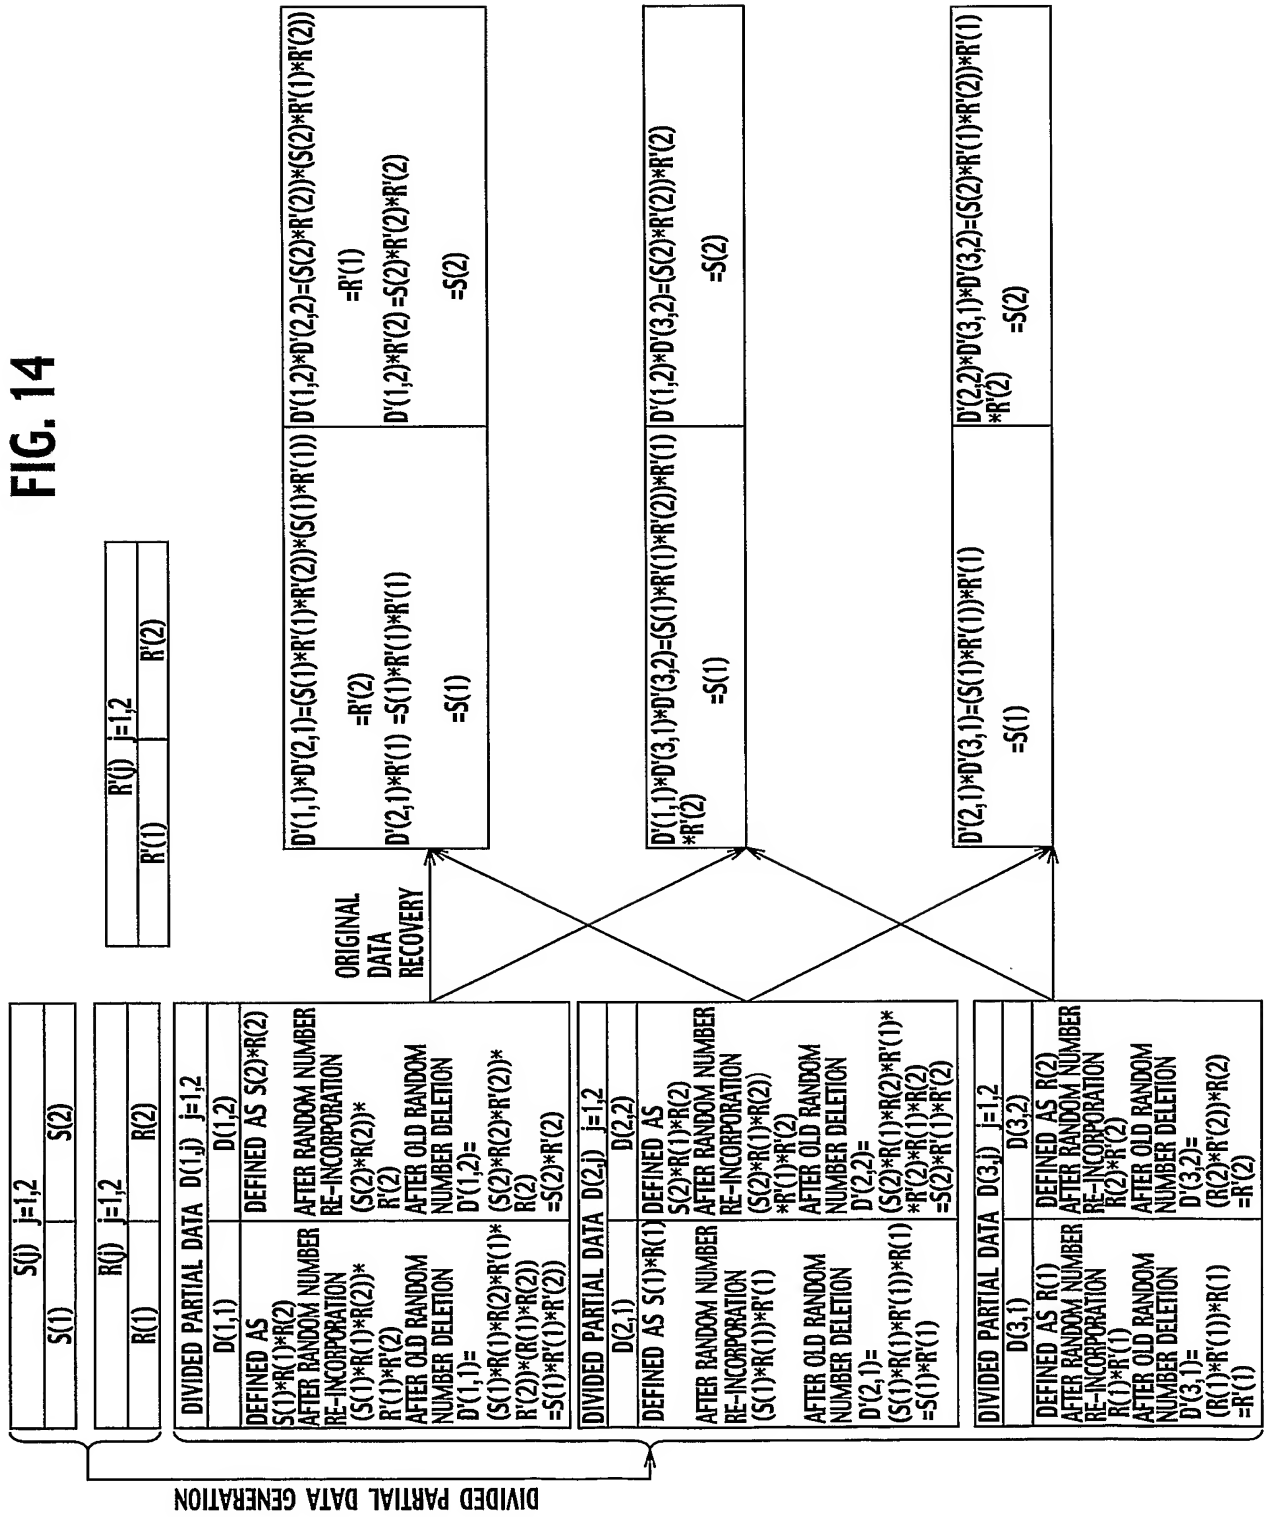 FIG. 14
S(j) j=1,2
S(1) S(2)
R(j) j=1,2
R(1) R(2)
R'(j) j=1,2
R'(1) R'(2)
DIVIDED PARTIAL DATA GENERATION
DIVIDED PARTIAL DATA D(1,j) j=1,2
D(1,1)
DEFINED AS
S(1)*R(1)*R(2)
AFTER RANDOM NUMBER
RE-INCORPORATION
(S(1)*R(1)*R(2))*
R'(1)*R'(2)
AFTER OLD RANDOM
NUMBER DELETION
D'(1,1)=
(S(1)*R(1)*R(2)*R'(1)*
R'(2))*(R(1)*R(2))
=S(1)*R'(1)*R'(2))
D(1,2)
DEFINED AS S(2)*R(2)
AFTER RANDOM NUMBER
RE-INCORPORATION
(S(2)*R(2))*
R'(2)
AFTER OLD RANDOM
NUMBER DELETION
D'(1,2)=
(S(2)*R(2)*R'(2))*
R(2)
=S(2)*R'(2)
DIVIDED PARTIAL DATA D(2,j) j=1,2
D(2,1)
DEFINED AS S(1)*R(1)
AFTER RANDOM NUMBER
RE-INCORPORATION
(S(1)*R(1))*R'(1)
AFTER OLD RANDOM
NUMBER DELETION
D'(2,1)=
(S(1)*R(1)*R'(1))*R(1)
=S(1)*R'(1)
D(2,2)
DEFINED AS
S(2)*R(1)*R(2)
AFTER RANDOM NUMBER
RE-INCORPORATION
(S(2)*R(1)*R(2))
*R'(1)*R'(2)
AFTER OLD RANDOM
NUMBER DELETION
D'(2,2)=
(S(2)*R(1)*R(2)*R'(1)*
*R'(2)*R(1)*R(2)
=S(2)*R'(1)*R'(2)
DIVIDED PARTIAL DATA D(3,j) j=1,2
D(3,1)
DEFINED AS R(1)
AFTER RANDOM NUMBER
RE-INCORPORATION
R(1)*R'(1)
AFTER OLD RANDOM
NUMBER DELETION
D'(3,1)=
(R(1)*R'(1))*R(1)
=R'(1)
D(3,2)
DEFINED AS R(2)
AFTER RANDOM NUMBER
RE-INCORPORATION
R(2)*R'(2)
AFTER OLD RANDOM
NUMBER DELETION
D'(3,2)=
(R(2)*R'(2))*R(2)
=R'(2)
ORIGINAL
DATA
RECOVERY
D'(1,1)*D'(2,1)=(S(1)*R'(1)*R'(2))*(S(1)*R'(1))
=R'(2)
D'(2,1)*R'(1) =S(1)*R'(1)*R'(1)
=S(1)
D'(1,2)*D'(2,2)=(S(2)*R'(2))*(S(2)*R'(1)*R'(2))
=R'(1)
D'(1,2)*R'(2) =S(2)*R'(2)*R'(2)
=S(2)
D'(1,1)*D'(3,1)*D'(3,2)=(S(1)*R'(1)*R'(2))*R'(1)
*R'(2)
=S(1)
D'(1,2)*D'(3,2)=(S(2)*R'(2))*R'(2)
=S(2)
D'(2,1)*D'(3,1)=(S(1)*R'(1))*R'(1)
=S(1)
D'(2,2)*D'(3,1)*D'(3,2)=(S(2)*R'(1)*R'(2))*R'(1)
*R'(2)
=S(2)